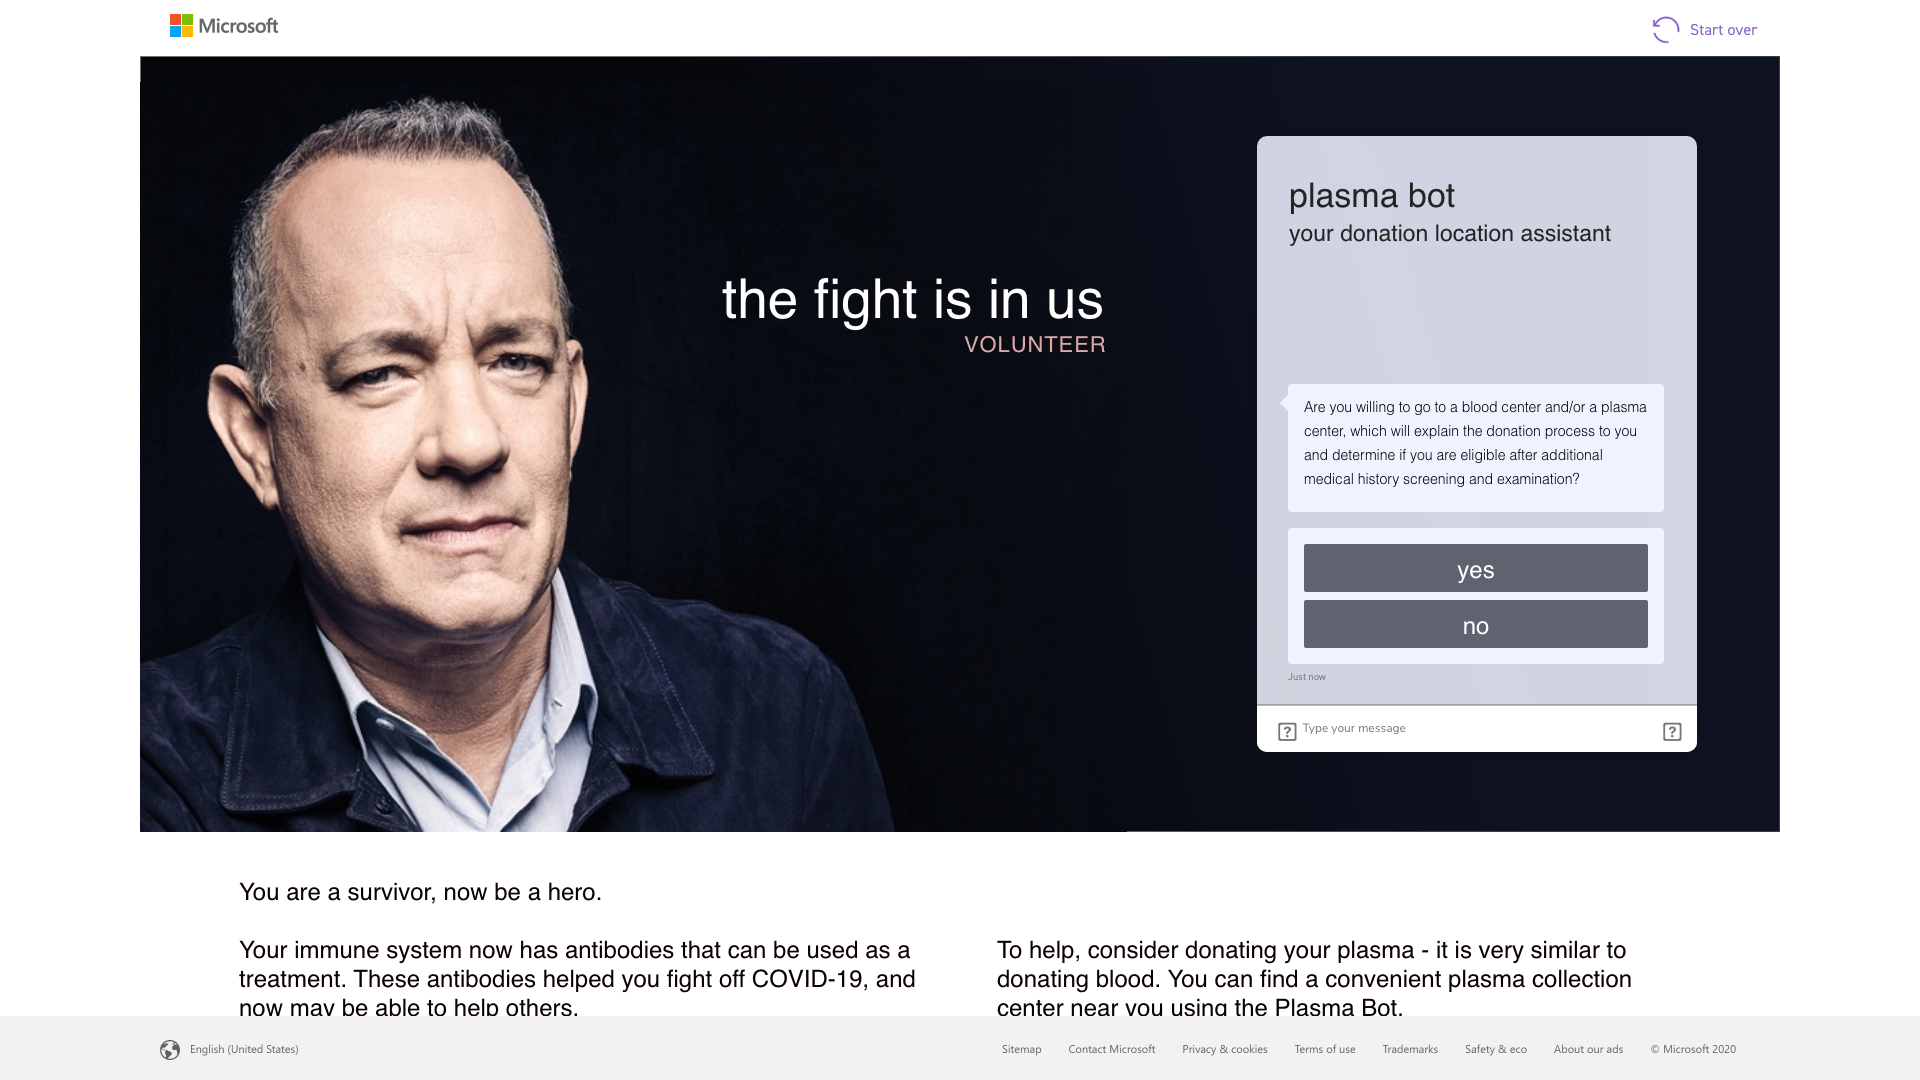 Microsoft
Start over
the fight is in us
VOLUNTEER
plasma bot
your donation location assistant
Are you willing to go to a blood center and/or a plasma
center, which will explain the donation process to you
and determine if you are eligible after additional
medical history screening and examination?
yes
no
Just now
Type your message
You are a survivor, now be a hero.
Your immune system now has antibodies that can be used as a
treatment. These antibodies helped you fight off COVID-19, and
now may be able to help others.
To help, consider donating your plasma - it is very similar to
donating blood. You can find a convenient plasma collection
center near you using the Plasma Bot.
English (United States)
Sitemap
Contact Microsoft
Privacy & cookies
Terms of use
Trademarks
Safety & eco
About our ads
© Microsoft 2020